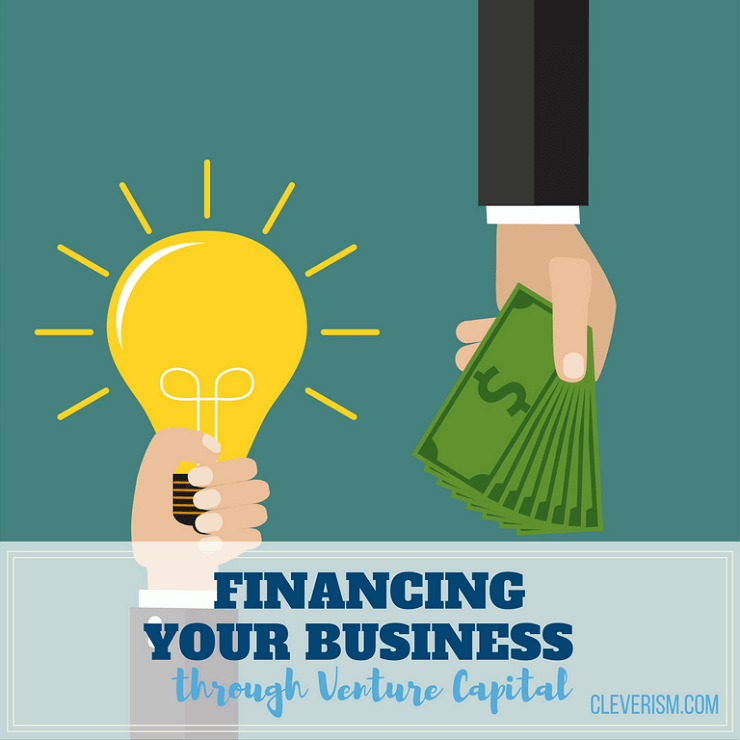 $
FINANCING
YOUR BUSINESS
through Venture Capital
CLEVERISM.COM